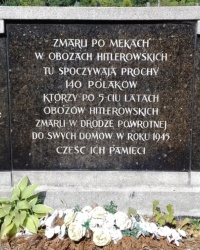 ZMARLI PO MĘKACH
W OBOZACH HITLEROWSKICH
TU SPOCZYWAJĄ PROCHY
140 POLAKÓW
KTÓRZY PO 5 CIU LATACH
OBOZÓW HITLEROWSKICH
ZMARLI W DRODZE POWROTNEJ
DO SWYCH DOMÓW W ROKU 1945
CZEŚĆ ICH PAMIĘCI